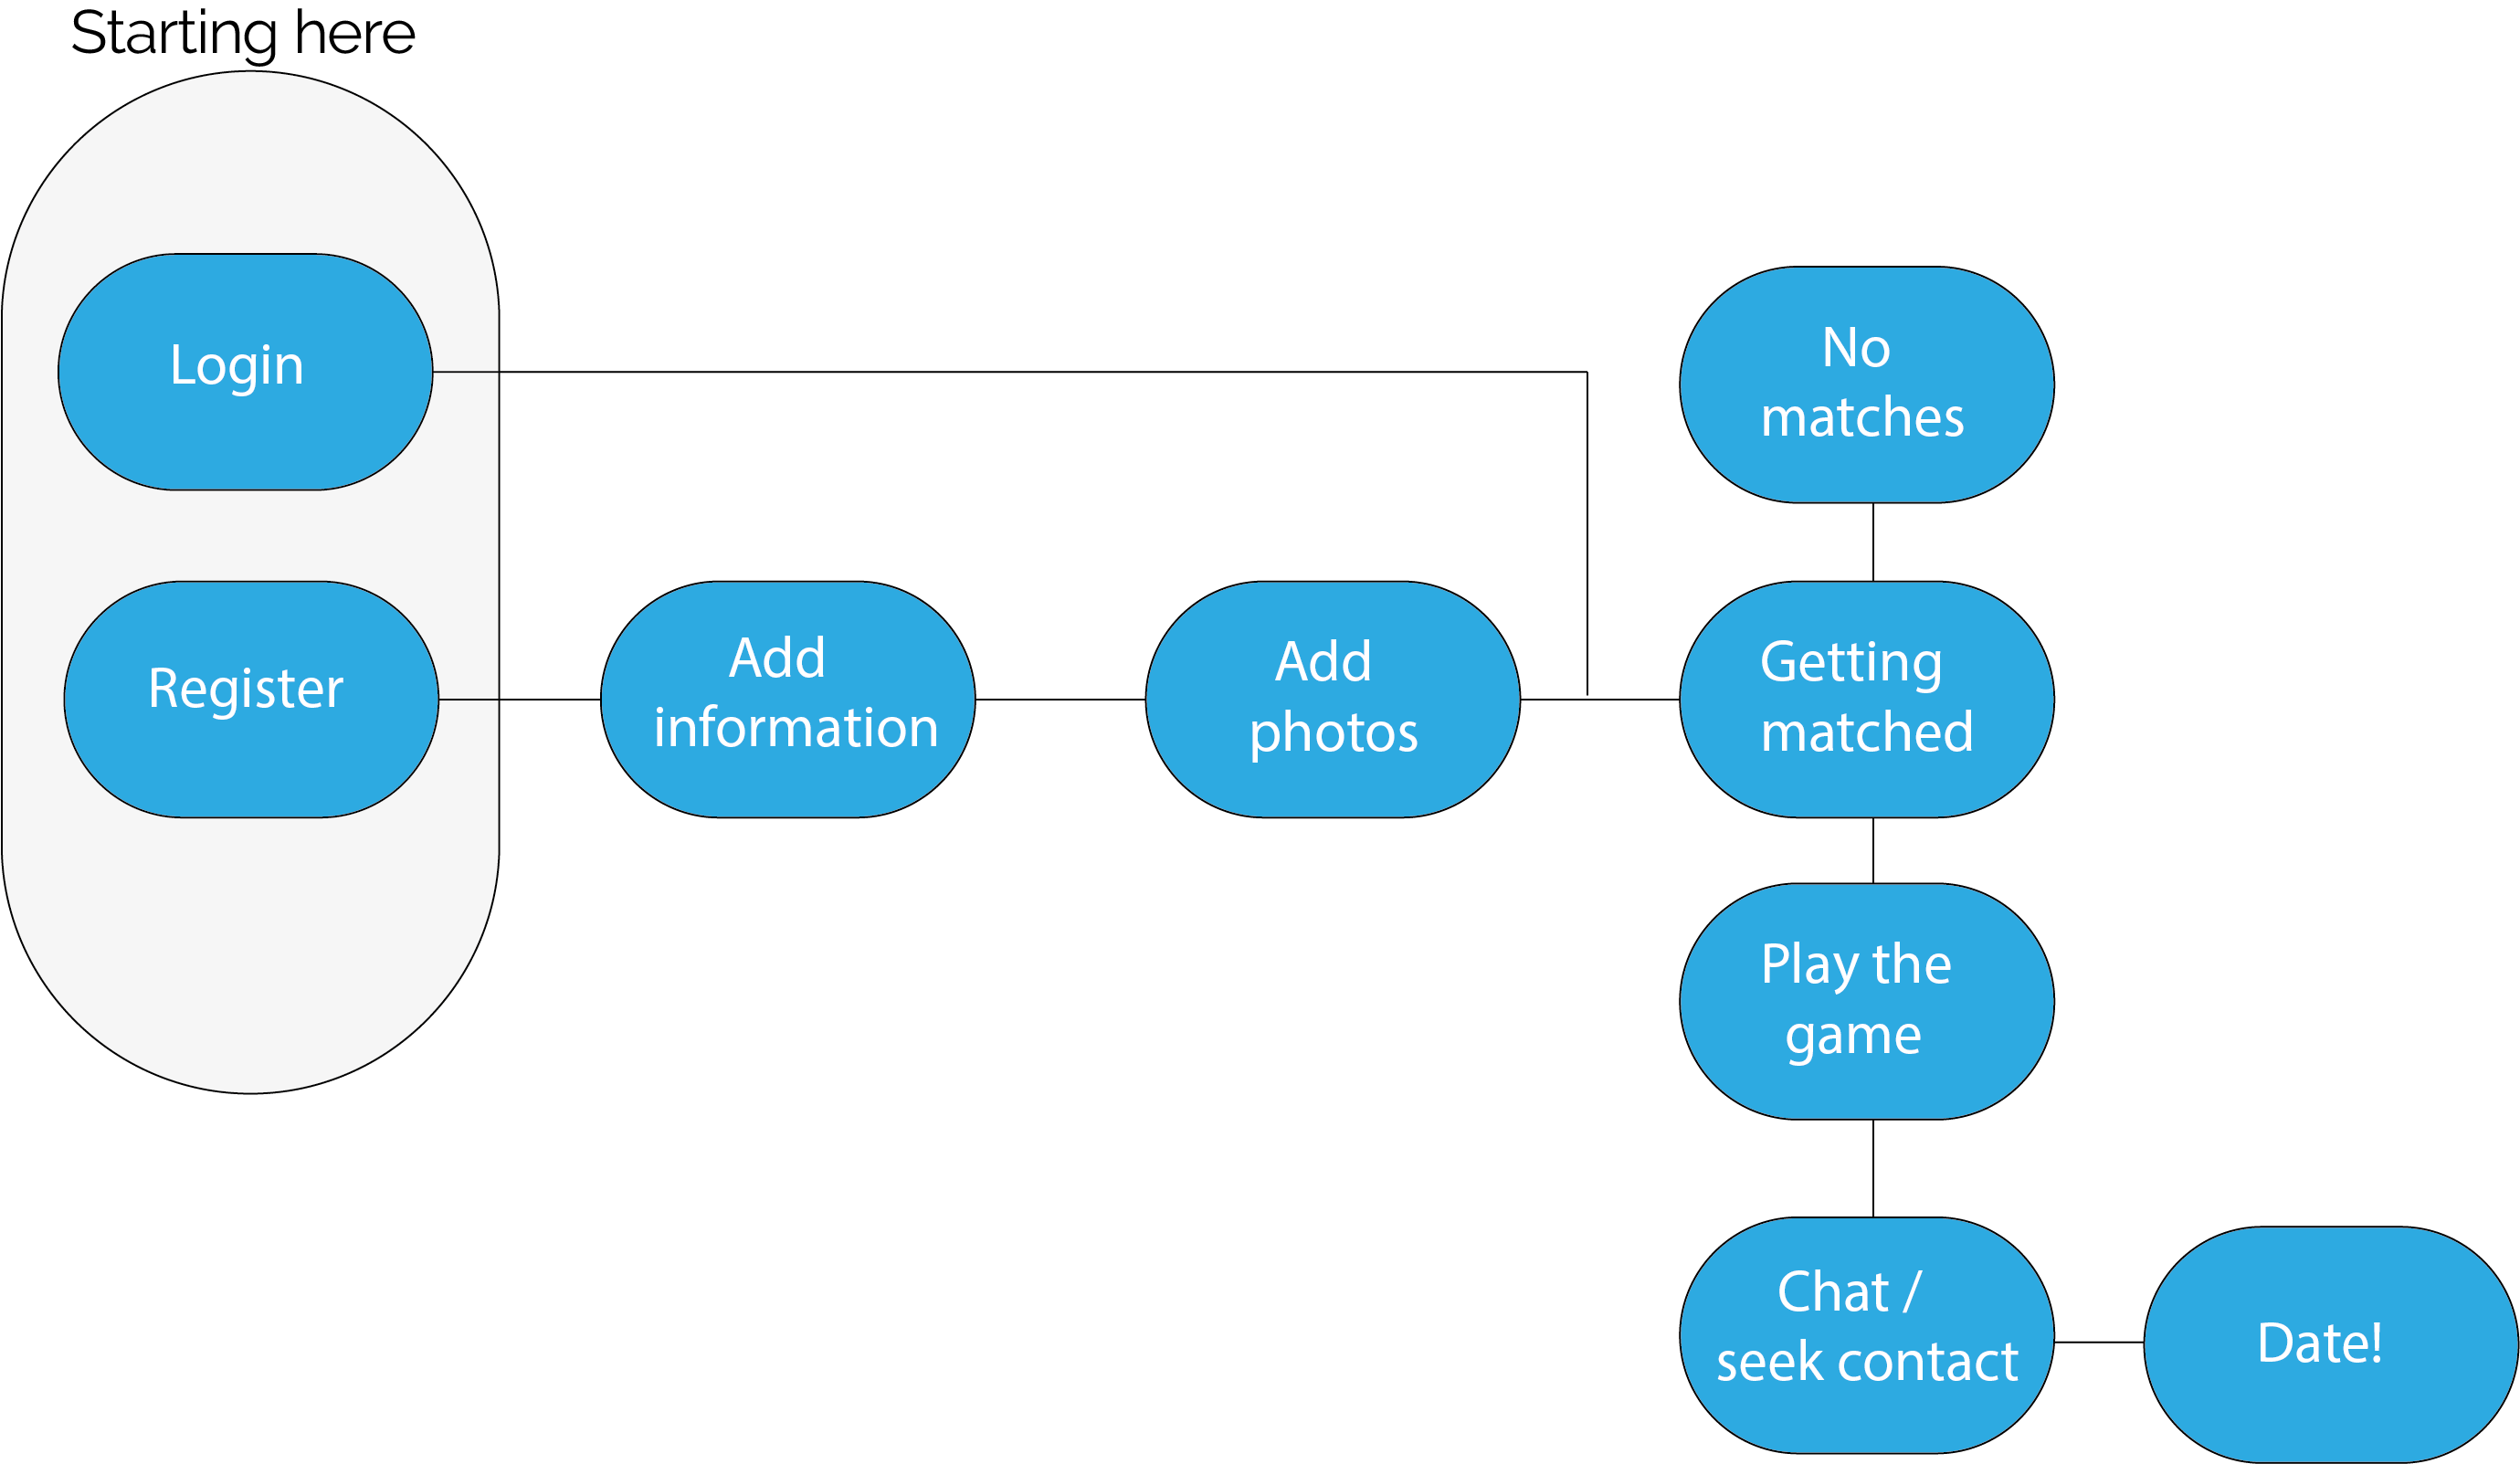 Starting here
Login
No
matches
Register
Add
information
Add
photos
Getting
matched
Play the
game
Chat /
seek contact
Date!